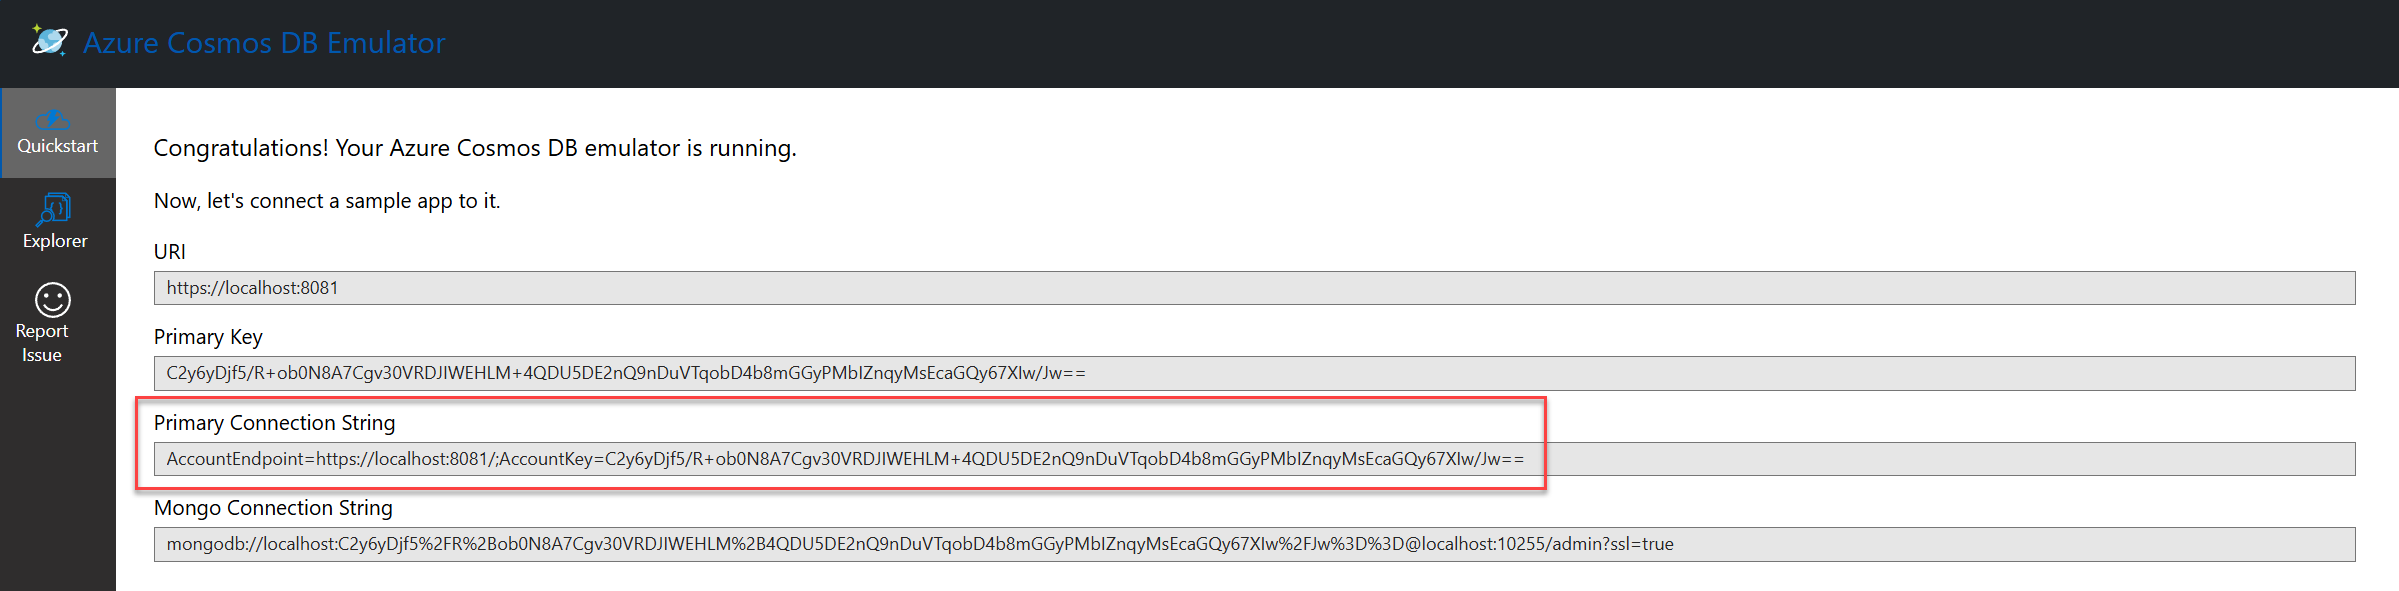 Azure Cosmos DB Emulator
Quickstart
Explorer
Report
Issue
Congratulations! Your Azure Cosmos DB emulator is running.
Now, let's connect a sample app to it.
URI
https://localhost:8081
Primary Key
C2y6yDjf5/R+ob0N8A7Cgv30VRDJIWEHLM+4QDU5DE2nQ9nDuVTqobD4b8mGGyPMbIZnqyMsEcaGQy67XIw/Jw==
Primary Connection String
AccountEndpoint=https://localhost:8081/;AccountKey=C2y6yDjf5/R+ob0N8A7Cgv30VRDJIWEHLM+4QDU5DE2nQ9nDuVTqobD4b8mGGyPMbIZnqyMsEcaGQy67XIw/Jw==
Mongo Connection String
mongodb://localhost:C2y6yDjf5%2FR%2Bob0N8A7Cgv30VRDJIWEHLM%2B4QDU5DE2nQ9nDuVTqobD4b8mGGyPMbIZnqyMsEcaGQy67XIw%2FJw%3D%3D@localhost:10255/admin?ssl=true